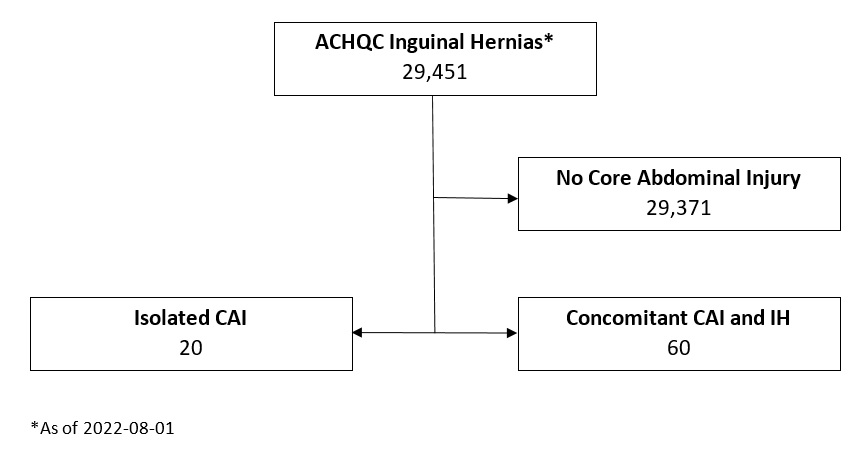 ACHQC Inguinal Hernias*
29,451
No Core Abdominal Injury
29,371
Isolated CAI
20
Concomitant CAI and IH
60
*As of 2022-08-01